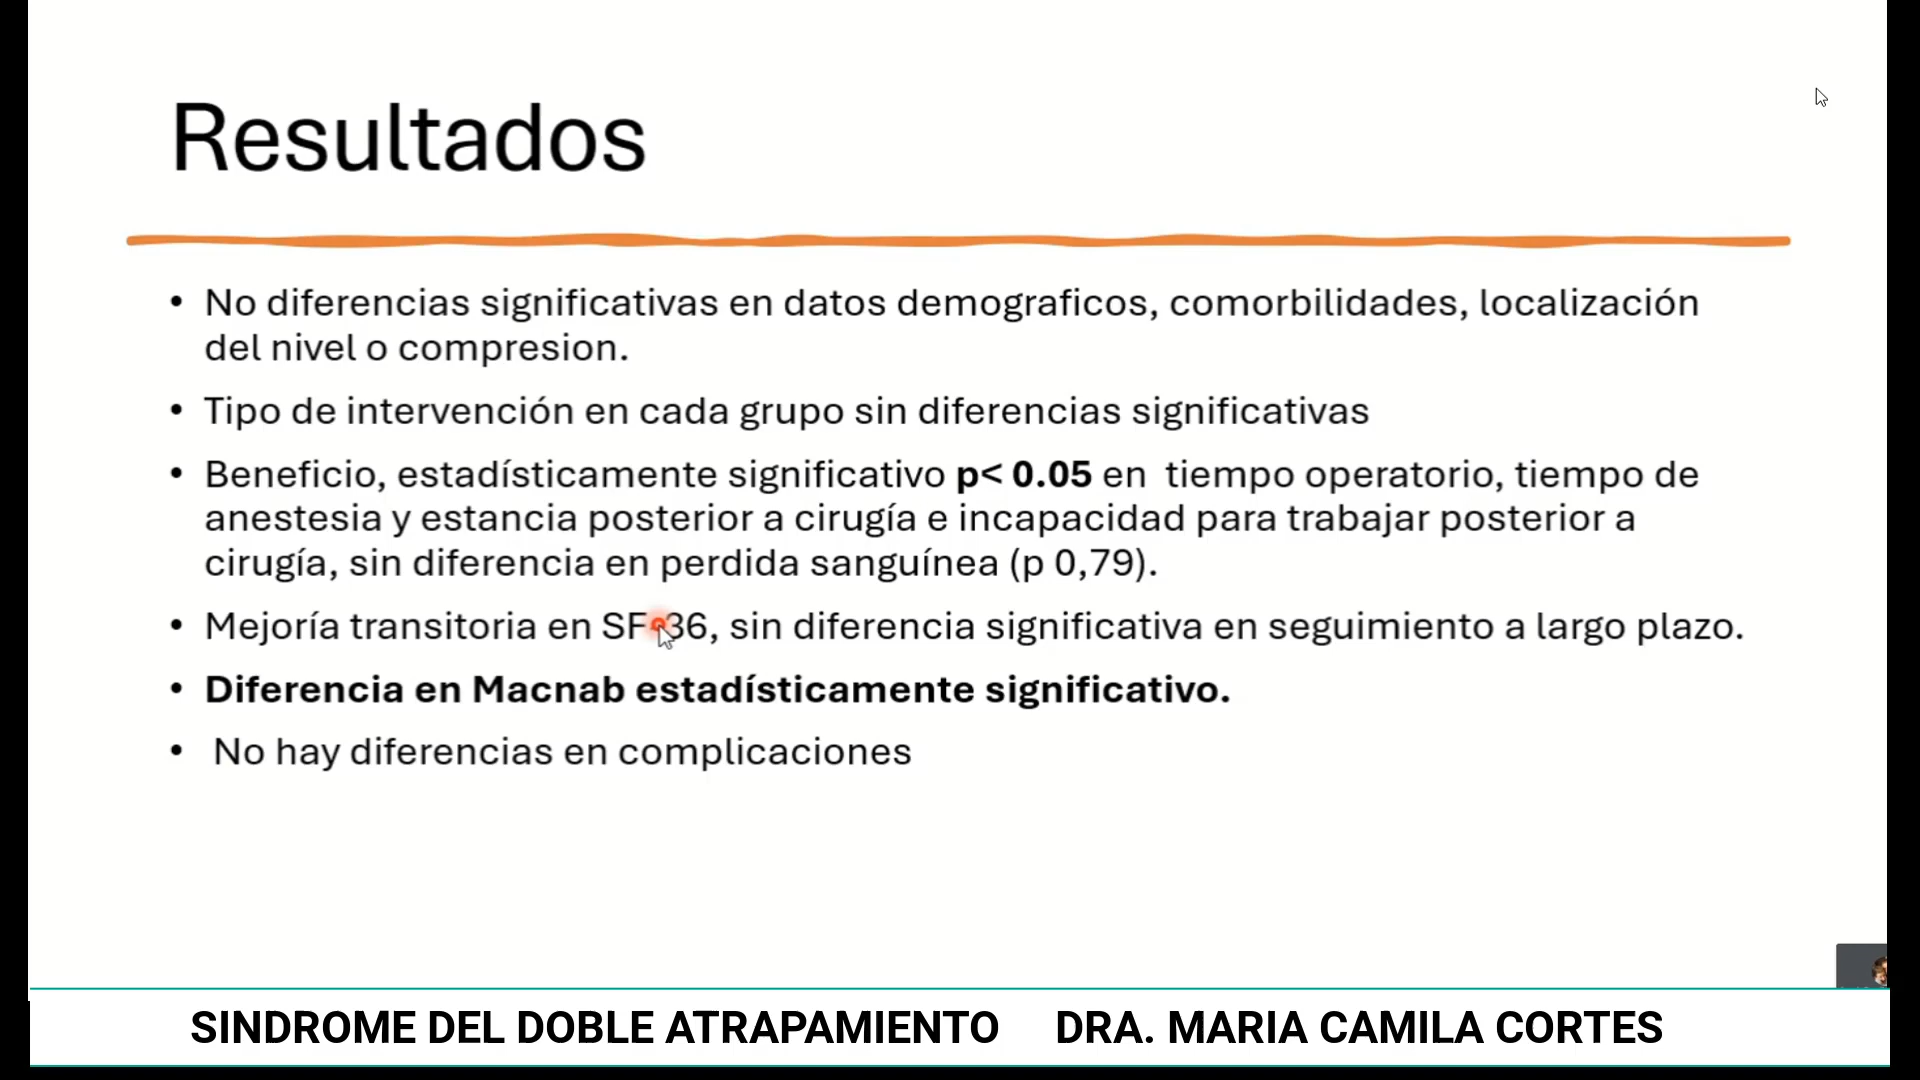 Resultados
• No diferencias significativas en datos demograficos, comorbilidades, localización
del nivel o compresion.
• Tipo de intervención en cada grupo sin diferencias significativas
• Beneficio, estadísticamente significativo p< 0.05 en tiempo operatorio, tiempo de
anestesia y estancia posterior a cirugía e incapacidad para trabajar posterior a
cirugía, sin diferencia en perdida sanguínea (p 0,79).
• Mejoría transitoria en SF-36, sin diferencia significativa en seguimiento a largo plazo.
• Diferencia en Macnab estadísticamente significativo.
• No hay diferencias en complicaciones
SINDROME DEL DOBLE ATRAPAMIENTO DRA. MARIA CAMILA CORTES